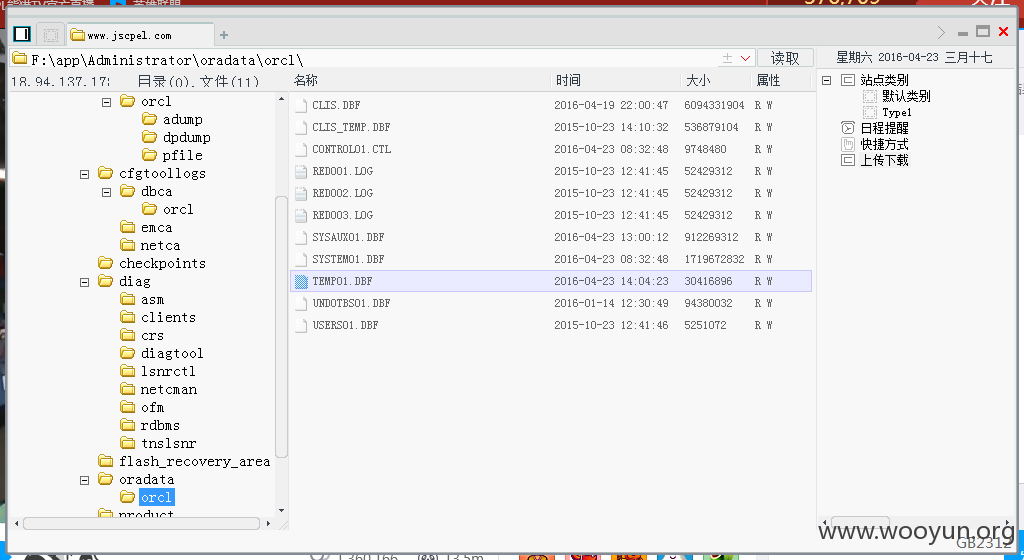 www.jscpel.com
F:\app\Administrator\oradata\orcl\
读取
星期六 2016-04-23 三月十七
18.94.137.17:
目录(0),文件(11)
名称 时间 大小 属性
orcl
adump
dpdump
pfile
cfgtoollogs
dbca
orcl
emca
netca
checkpoints
diag
asm
clients
crs
diagtool
lsnrctl
netcman
ofm
rdbms
tnslsnr
flash_recovery_area
oradata
orcl
product
CLIS.DBF 2016-04-19 22:00:47 6094331904 R W
CLIS_TEMP.DBF 2015-10-23 14:10:32 536879104 R W
CONTROL01.CTL 2016-04-23 08:32:48 9748480 R W
REDO01.LOG 2015-10-23 12:41:45 52429312 R W
REDO02.LOG 2015-10-23 12:41:45 52429312 R W
REDO03.LOG 2015-10-23 12:41:45 52429312 R W
SYSAUX01.DBF 2016-04-23 13:00:12 912269312 R W
SYSTEM01.DBF 2016-04-23 08:32:48 1719672832 R W
TEMP01.DBF 2016-04-23 14:04:23 30416896 R W
UNDOTBS01.DBF 2016-01-14 12:30:49 94380032 R W
USERS01.DBF 2015-10-23 12:41:46 5251072 R W
站点类别
默认类别
Type1
日程提醒
快捷方式
上传下载
www.wooyun.org
GB2312